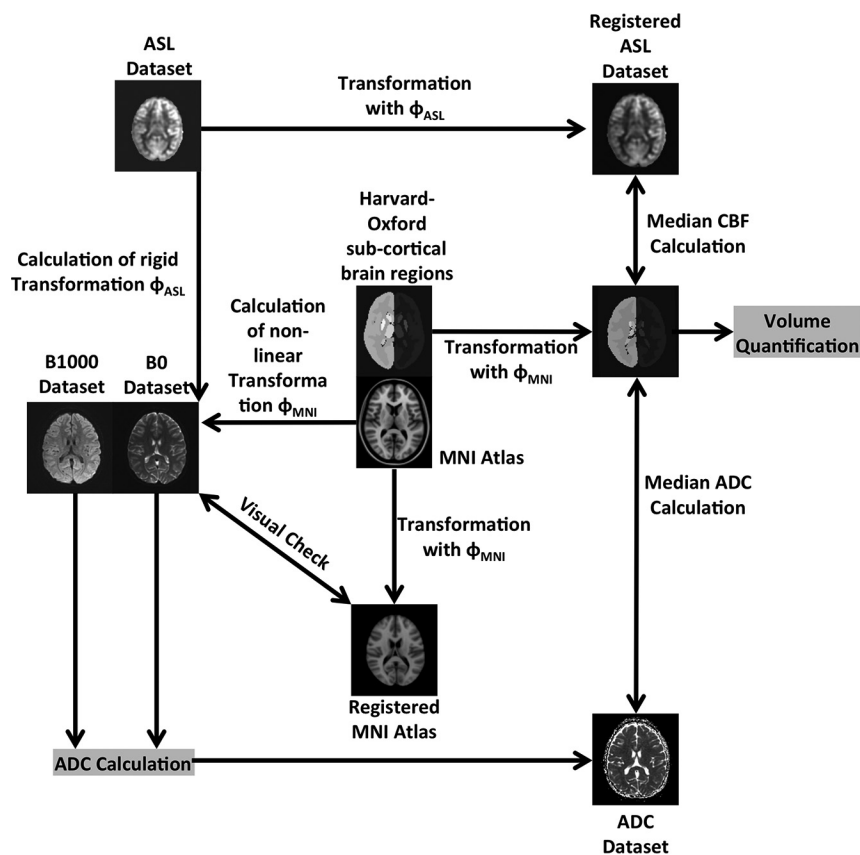 ASL
Dataset
Registered
ASL
Dataset
Transformation
with ϕASL
Harvard-
Oxford
sub-cortical
brain regions
Median CBF
Calculation
Calculation of rigid
Transformation ϕASL
Calculation
of non-
linear
Transforma
tion ϕMNI
Transformation
with ϕMNI
Volume
Quantification
B1000
Dataset
B0
Dataset
MNI Atlas
Median ADC
Calculation
Visual Check
Transformation
with ϕMNI
Registered
MNI Atlas
ADC Calculation
ADC
Dataset